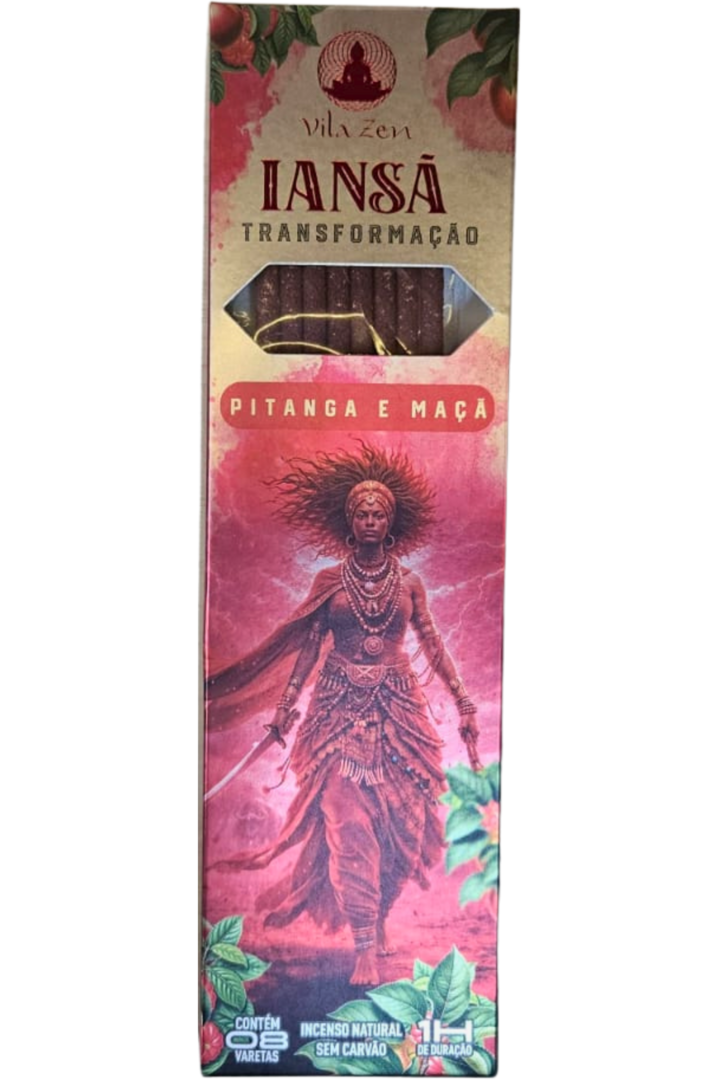 Vila Zen
IANSÃ
TRANSFORMAÇÃO
PITANGA E MAÇÃ
CONTÉM
08
VARETAS
INCENSO NATURAL
SEM CARVÃO
1H
DE DURAÇÃO